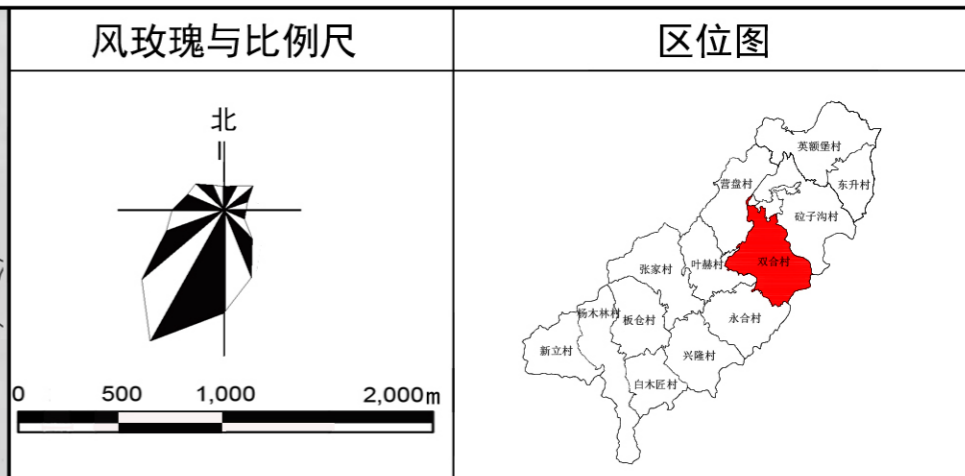 风玫瑰与比例尺
区位图
北
0 500 1,000 2,000m
英额堡村
营盘村
东升村
砬子沟村
双合村
叶赫村
张家村
杨木林村
板仓村
永合村
新立村
兴隆村
白木匠村